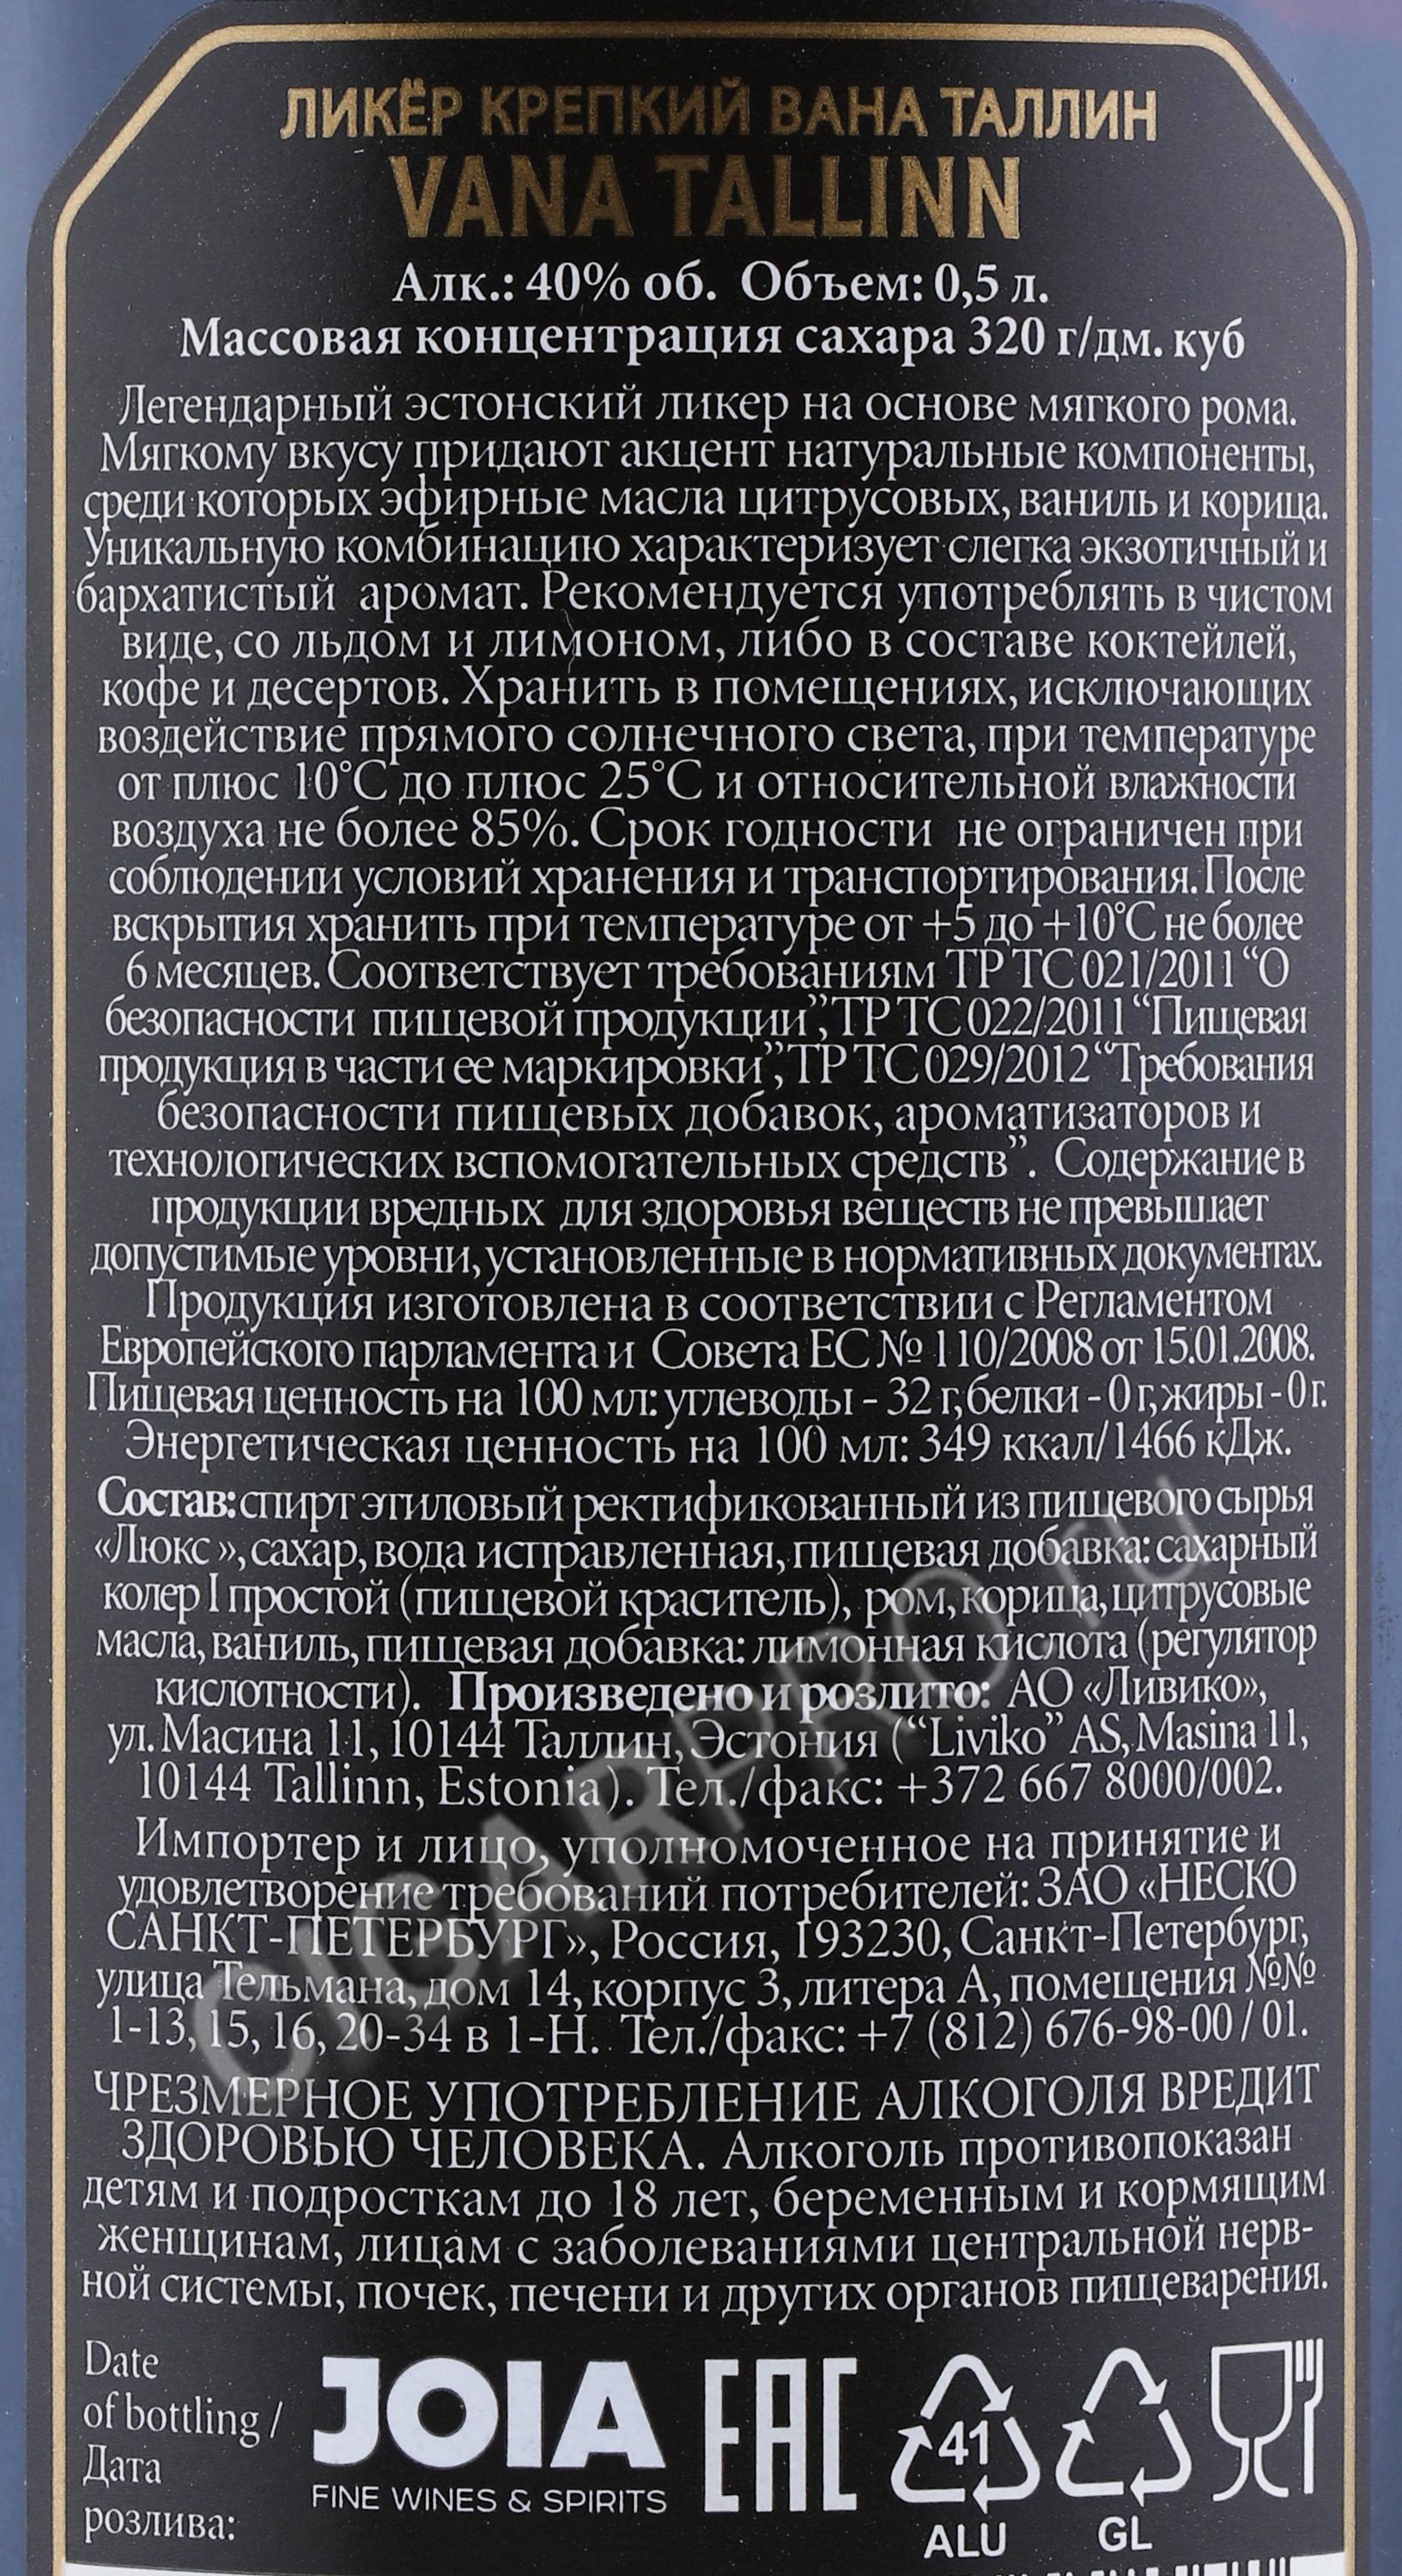 ЛИКЁР КРЕПКИЙ ВАНА ТАЛЛИН
VANA TALLINN
Алк.: 40% об. Объем: 0,5 л.
Массовая концентрация сахара 320 г/дм. куб
Легендарный эстонский ликер на основе мягкого рома.
Мягкому вкусу придают акцент натуральные компоненты,
среди которых эфирные масла цитрусовых, ваниль и корица.
Уникальную комбинацию характеризует слегка экзотичный и
бархатистый аромат. Рекомендуется употреблять в чистом
виде, со льдом и лимоном, либо в составе коктейлей,
кофе и десертов. Хранить в помещениях, исключающих
воздействие прямого солнечного света, при температуре
от плюс 10°С до плюс 25°С и относительной влажности
воздуха не более 85%. Срок годности не ограничен при
соблюдении условий хранения и транспортирования. После
вскрытия хранить при температуре от +5 до +10°С не более
6 месяцев. Соответствует требованиям ТР ТС 021/2011 “О
безопасности пищевой продукции”, ТР ТС 022/2011 “Пищевая
продукция в части ее маркировки”, ТР ТС 029/2012 “Требования
безопасности пищевых добавок, ароматизаторов и
технологических вспомогательных средств”. Содержание в
продукции вредных для здоровья веществ не превышает
допустимые уровни, установленные в нормативных документах.
Продукция изготовлена в соответствии с Регламентом
Европейского парламента и Совета ЕС № 110/2008 от 15.01.2008.
Пищевая ценность на 100 мл: углеводы - 32 г, белки - 0 г, жиры - 0 г.
Энергетическая ценность на 100 мл: 349 ккал/1466 кДж.
Состав: спирт этиловый ректификованный из пищевого сырья
«Люкс», сахар, вода исправленная, пищевая добавка: сахарный
колер I простой (пищевой краситель), ром, корица, цитрусовые
масла, ваниль, пищевая добавка: лимонная кислота (регулятор
кислотности). Произведено и розлито: АО «Ливико»,
ул. Масина 11, 10144 Таллин, Эстония (“Liviko” AS, Masina 11,
10144 Tallinn, Estonia). Тел./факс: +372 667 8000/002.
Импортер и лицо, уполномоченное на принятие и
удовлетворение требований потребителей: ЗАО «НЕСКО
САНКТ-ПЕТЕРБУРГ», Россия, 193230, Санкт-Петербург,
улица Тельмана, дом 14, корпус 3, литера А, помещения №№
1-13, 15, 16, 20-34 в 1-Н. Тел./факс: +7 (812) 676-98-00 / 01.
ЧРЕЗМЕРНОЕ УПОТРЕБЛЕНИЕ АЛКОГОЛЯ ВРЕДИТ
ЗДОРОВЬЮ ЧЕЛОВЕКА. Алкоголь противопоказан
детям и подросткам до 18 лет, беременным и кормящим
женщинам, лицам с заболеваниями центральной нерв-
ной системы, почек, печени и других органов пищеварения.
Date
of bottling /
Дата
розлива:
JOIA
FINE WINES & SPIRITS
EAC
41
ALU
GL
CIGARPRO.ru